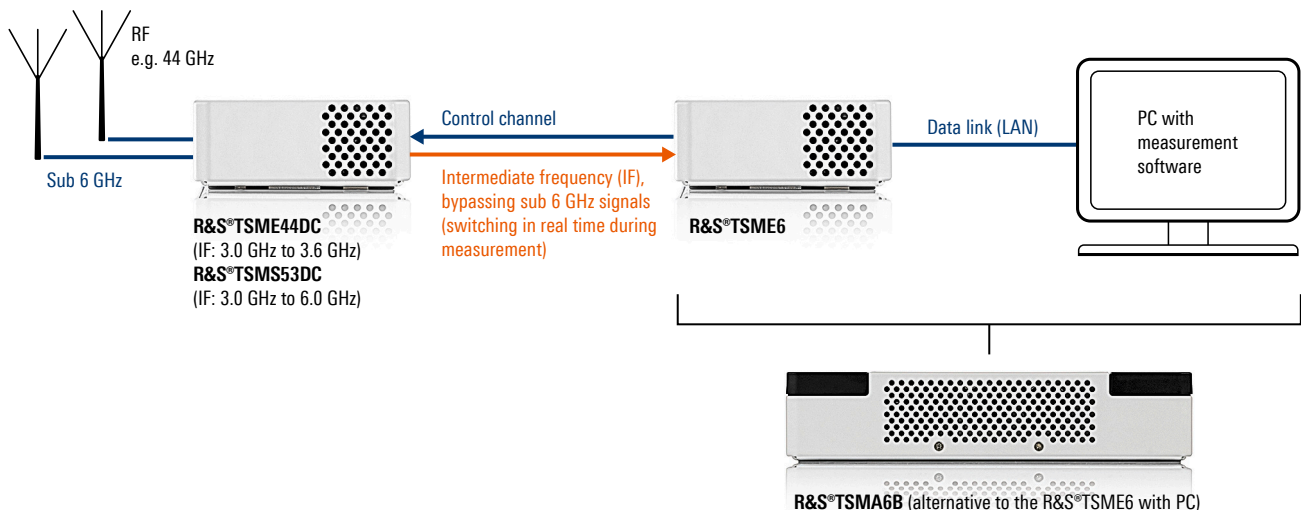 RF
e.g. 44 GHz
Sub 6 GHz
R&S®TSME44DC
(IF: 3.0 GHz to 3.6 GHz)
R&S®TSMS53DC
(IF: 3.0 GHz to 6.0 GHz)
Control channel
Intermediate frequency (IF),
bypassing sub 6 GHz signals
(switching in real time during
measurement)
R&S®TSME6
Data link (LAN)
PC with
measurement
software
R&S®TSMA6B (alternative to the R&S®TSME6 with PC)